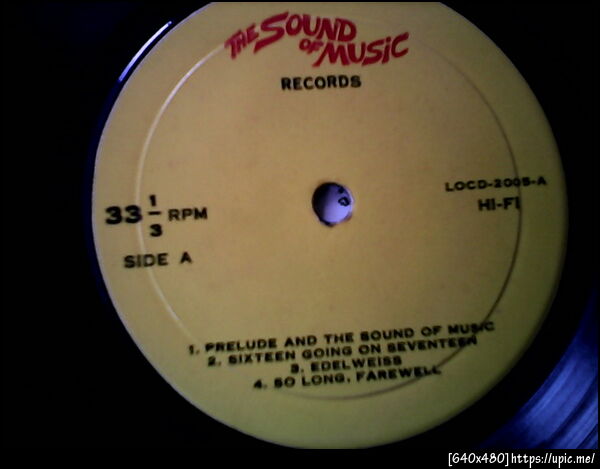 THE SOUND
OF MUSIC
RECORDS
LOCD-2005-A
HI-FI
33 1/3 RPM
SIDE A
1. PRELUDE AND THE SOUND OF MUSIC
2. SIXTEEN GOING ON SEVENTEEN
3. EDELWEISS
4. SO LONG, FAREWELL
[640x480]https://upic.me/